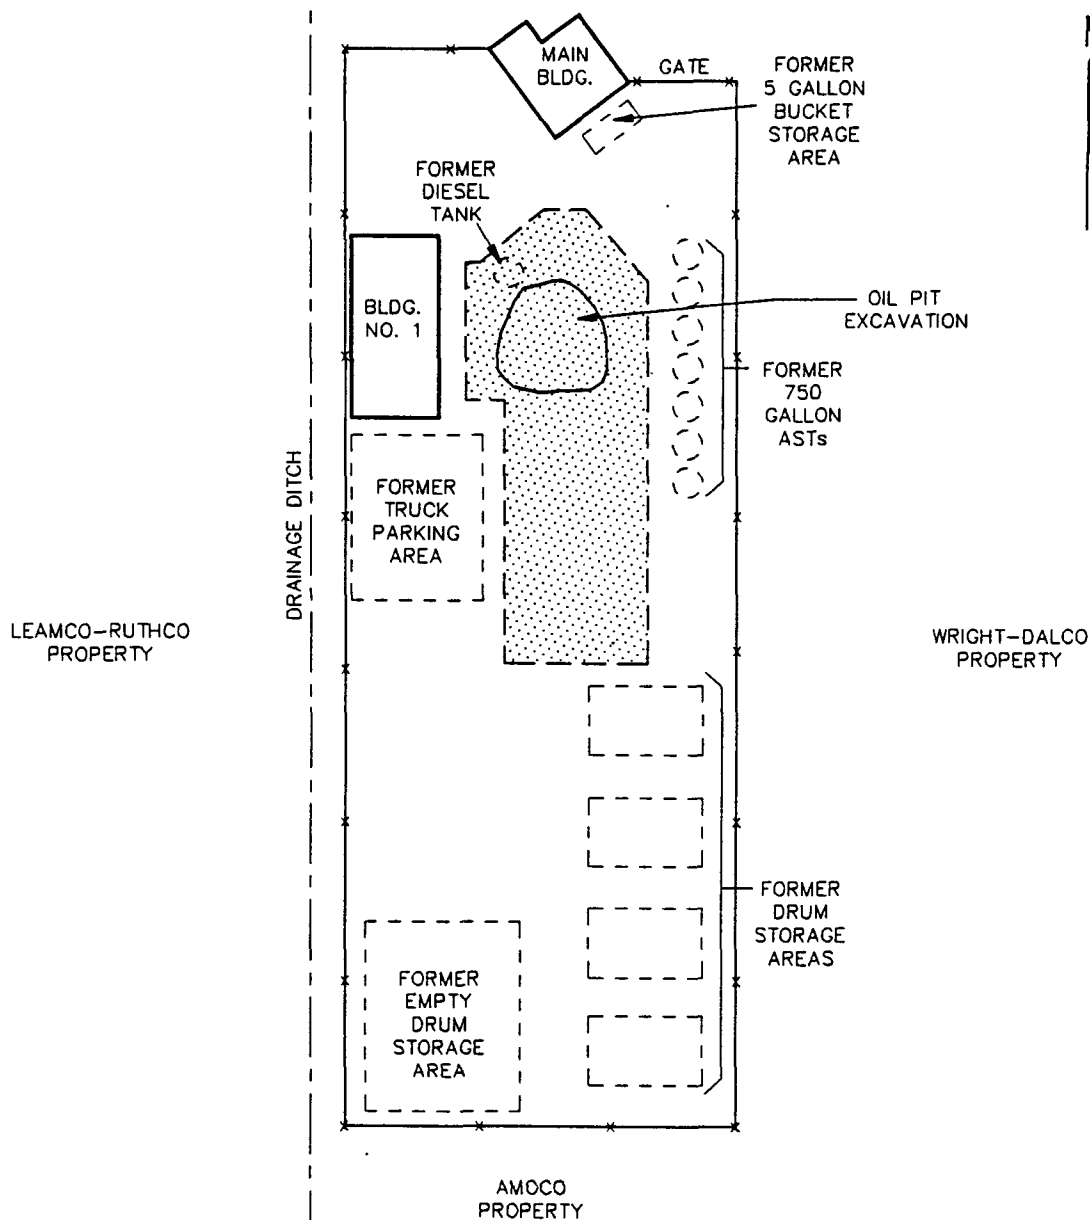 MAIN
BLDG.
GATE
FORMER
5 GALLON
BUCKET
STORAGE
AREA
FORMER
DIESEL
TANK
BLDG.
NO. 1
OIL PIT
EXCAVATION
FORMER
750
GALLON
ASTs
FORMER
TRUCK
PARKING
AREA
DRAINAGE DITCH
LEAMCO-RUTHCO
PROPERTY
WRIGHT-DALCO
PROPERTY
FORMER
DRUM
STORAGE
AREAS
FORMER
EMPTY
DRUM
STORAGE
AREA
AMOCO
PROPERTY